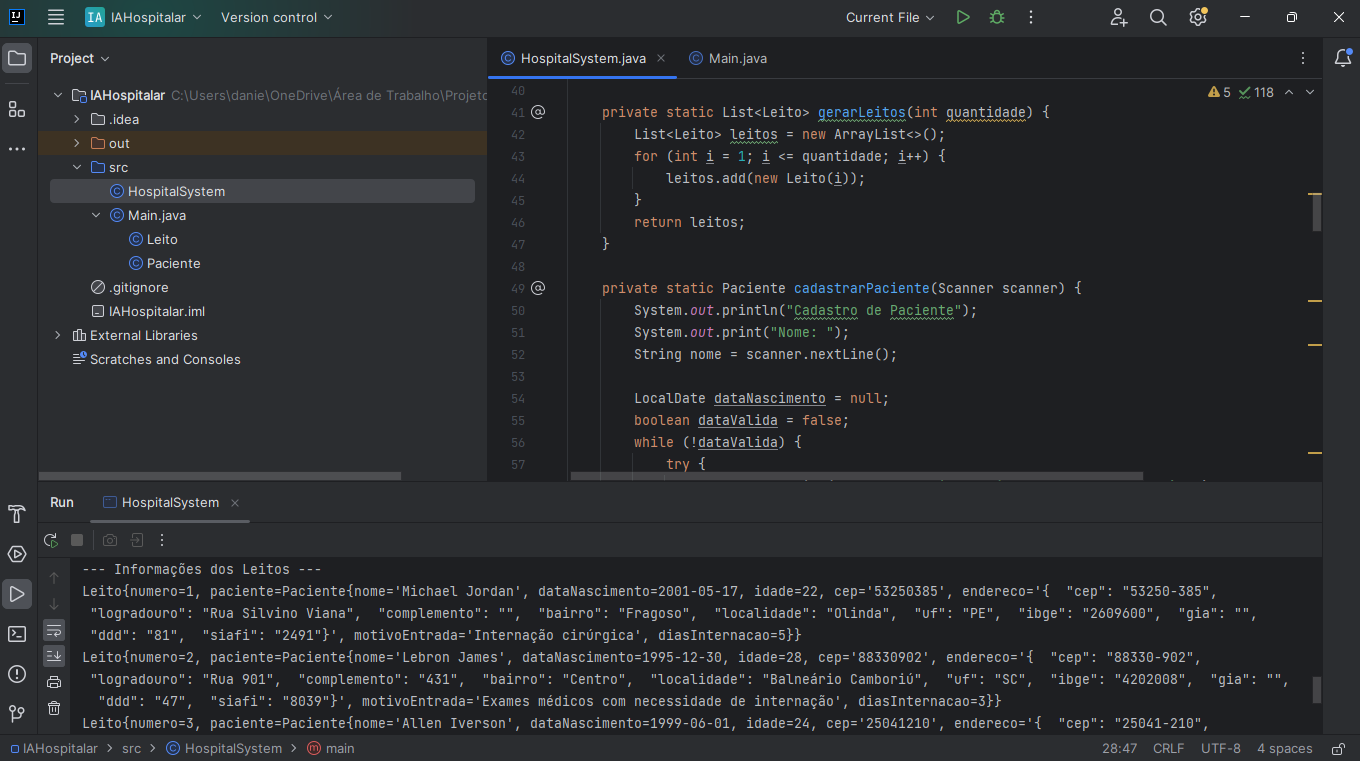 IA IAHospitalar Version control Current File
Project
HospitalSystem.java Main.java
IAHospitalar C:\Users\danie\OneDrive\Área de Trabalho\Projeto
.idea
out
src
HospitalSystem
Main.java
Leito
Paciente
.gitignore
IAHospitalar.iml
External Libraries
Scratches and Consoles
5 118
40
41 private static List<Leito> gerarLeitos(int quantidade) {
42 List<Leito> leitos = new ArrayList<>();
43 for (int i = 1; i <= quantidade; i++) {
44 leitos.add(new Leito(i));
45 }
46 return leitos;
47 }
48
49 private static Paciente cadastrarPaciente(Scanner scanner) {
50 System.out.println("Cadastro de Paciente");
51 System.out.print("Nome: ");
52 String nome = scanner.nextLine();
53
54 LocalDate dataNascimento = null;
55 boolean dataValida = false;
56 while (!dataValida) {
57 try {
Run HospitalSystem
--- Informações dos Leitos ---
Leito{numero=1, paciente=Paciente{nome='Michael Jordan', dataNascimento=2001-05-17, idade=22, cep='53250385', endereco='{  "cep": "53250-385",
"logradouro": "Rua Silvino Viana",  "complemento": "",  "bairro": "Fragoso",  "localidade": "Olinda",  "uf": "PE",  "ibge": "2609600",  "gia": "",
"ddd": "81",  "siafi": "2491"}', motivoEntrada='Internação cirúrgica', diasInternacao=5}}
Leito{numero=2, paciente=Paciente{nome='Lebron James', dataNascimento=1995-12-30, idade=28, cep='88330902', endereco='{  "cep": "88330-902",
"logradouro": "Rua 901",  "complemento": "431",  "bairro": "Centro",  "localidade": "Balneário Camboriú",  "uf": "SC",  "ibge": "4202008",  "gia": "",
"ddd": "47",  "siafi": "8039"}', motivoEntrada='Exames médicos com necessidade de internação', diasInternacao=3}}
Leito{numero=3, paciente=Paciente{nome='Allen Iverson', dataNascimento=1999-06-01, idade=24, cep='25041210', endereco='{  "cep": "25041-210",
IAHospitalar > src > HospitalSystem > main 28:47 CRLF UTF-8 4 spaces